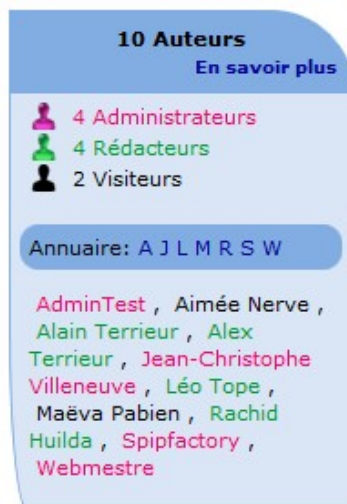 10 Auteurs
En savoir plus
4 Administrateurs
4 Rédacteurs
2 Visiteurs
Annuaire: A J L M R S W
AdminTest , Aimée Nerve ,
Alain Terrieur , Alex
Terrieur , Jean-Christophe
Villeneuve , Léo Tope ,
Maëva Pabien , Rachid
Huilda , Spipfactory ,
Webmestre